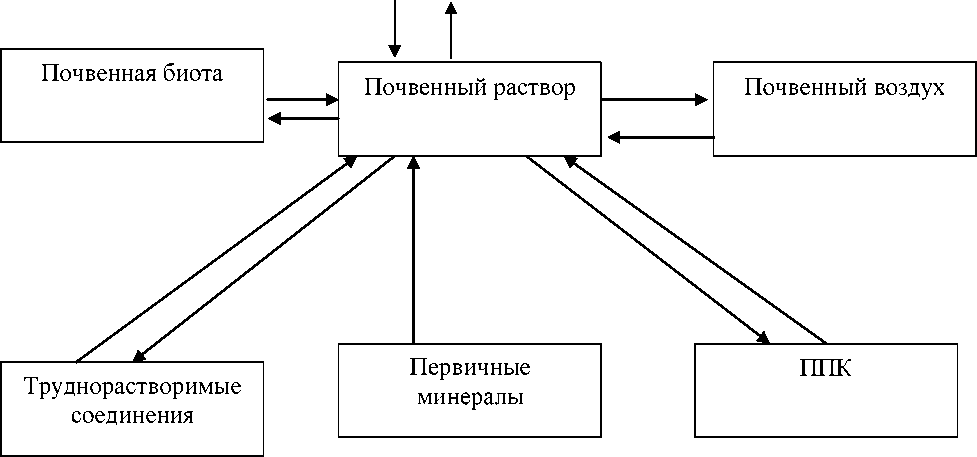 Почвенная биота
Почвенный раствор
Почвенный воздух
Труднорастворимые
соединения
Первичные
минералы
ППК